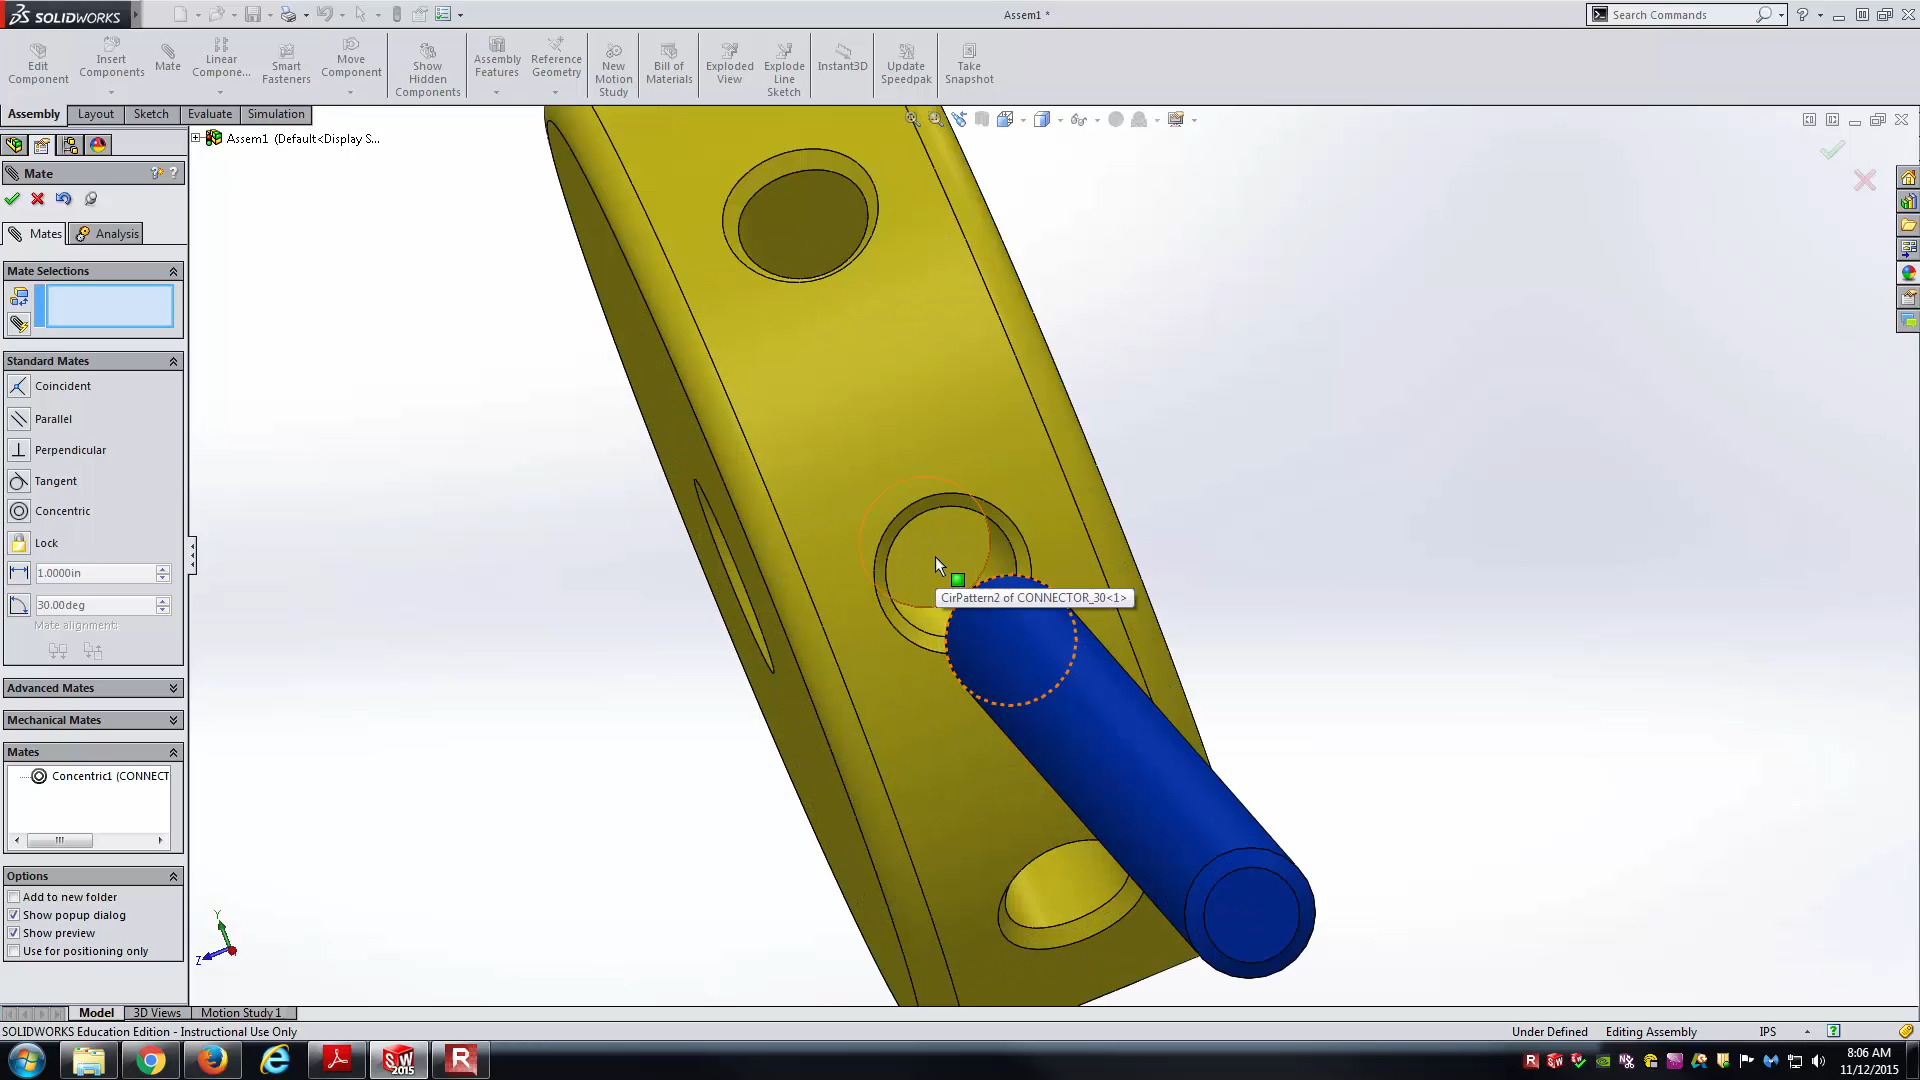 SOLIDWORKS
Assem1 *
Search Commands
Edit Component
Insert Components
Mate
Linear Compone...
Smart Fasteners
Move Component
Show Hidden Components
Assembly Features
Reference Geometry
New Motion Study
Bill of Materials
Exploded View
Explode Line Sketch
Instant3D
Update Speedpak
Take Snapshot
Assembly
Layout
Sketch
Evaluate
Simulation
Assem1 (Default<Display S...
Mate
Mates
Analysis
Mate Selections
Standard Mates
Coincident
Parallel
Perpendicular
Tangent
Concentric
Lock
1.0000in
30.00deg
Mate alignment:
Advanced Mates
Mechanical Mates
Mates
Concentric1 (CONNECT
Options
Add to new folder
Show popup dialog
Show preview
Use for positioning only
CirPattern2 of CONNECTOR_30<1>
Y
Z
Model
3D Views
Motion Study 1
SOLIDWORKS Education Edition - Instructional Use Only
Under Defined
Editing Assembly
IPS
SW 2015
R
8:06 AM
11/12/2015